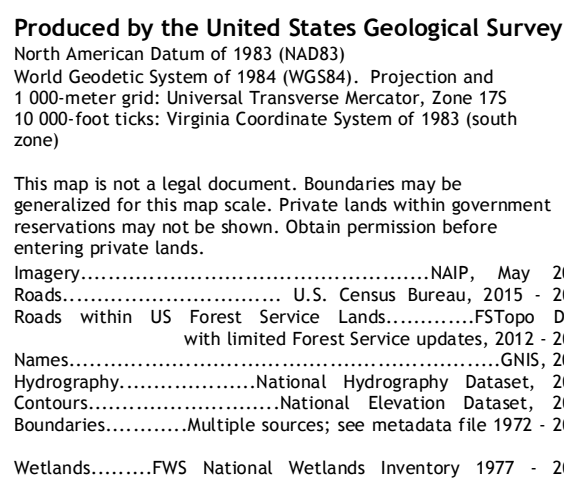 Produced by the United States Geological Survey
North American Datum of 1983 (NAD83)
World Geodetic System of 1984 (WGS84). Projection and
1 000-meter grid: Universal Transverse Mercator, Zone 17S
10 000-foot ticks: Virginia Coordinate System of 1983 (south
zone)
This map is not a legal document. Boundaries may be
generalized for this map scale. Private lands within government
reservations may not be shown. Obtain permission before
entering private lands.
Imagery..............................................NAIP, May
Roads............................. U.S. Census Bureau, 2015 -
Roads within US Forest Service Lands............FSTopo
with limited Forest Service updates, 2012 -
Names.........................................................GNIS,
Hydrography..................National Hydrography Dataset,
Contours.........................National Elevation Dataset,
Boundaries...........Multiple sources; see metadata file 1972 -
Wetlands.........FWS National Wetlands Inventory 1977 -